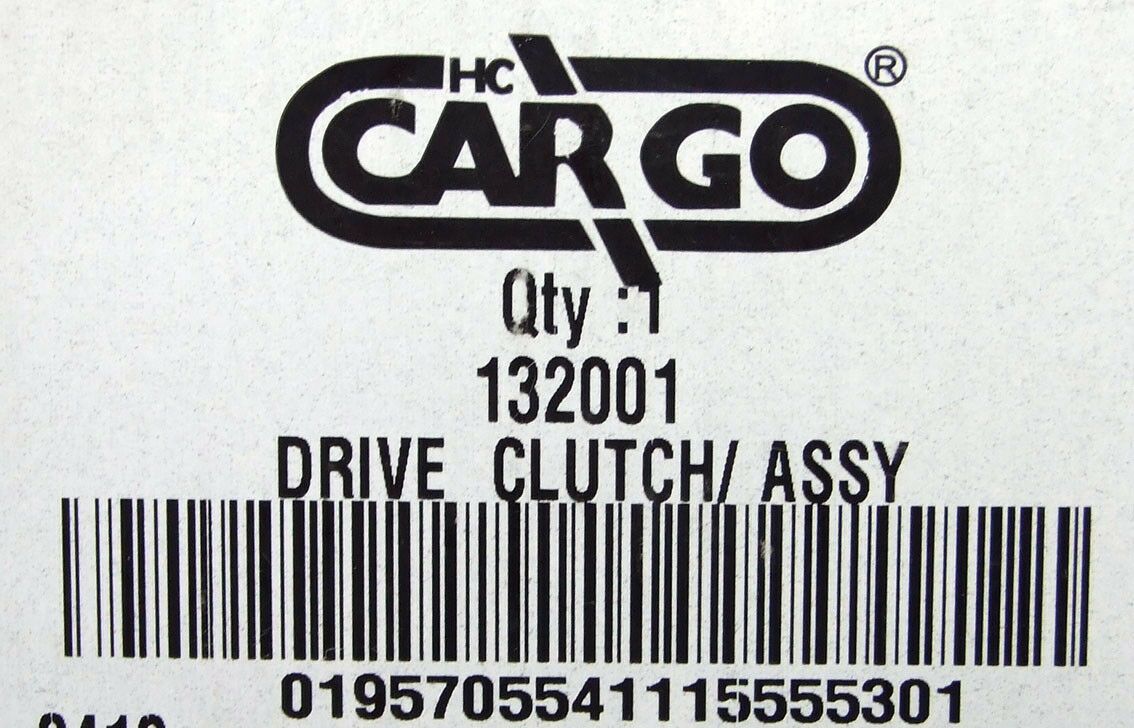 HC
CARGO®
Qty :1
132001
DRIVE CLUTCH/ ASSY
0195705541115555301